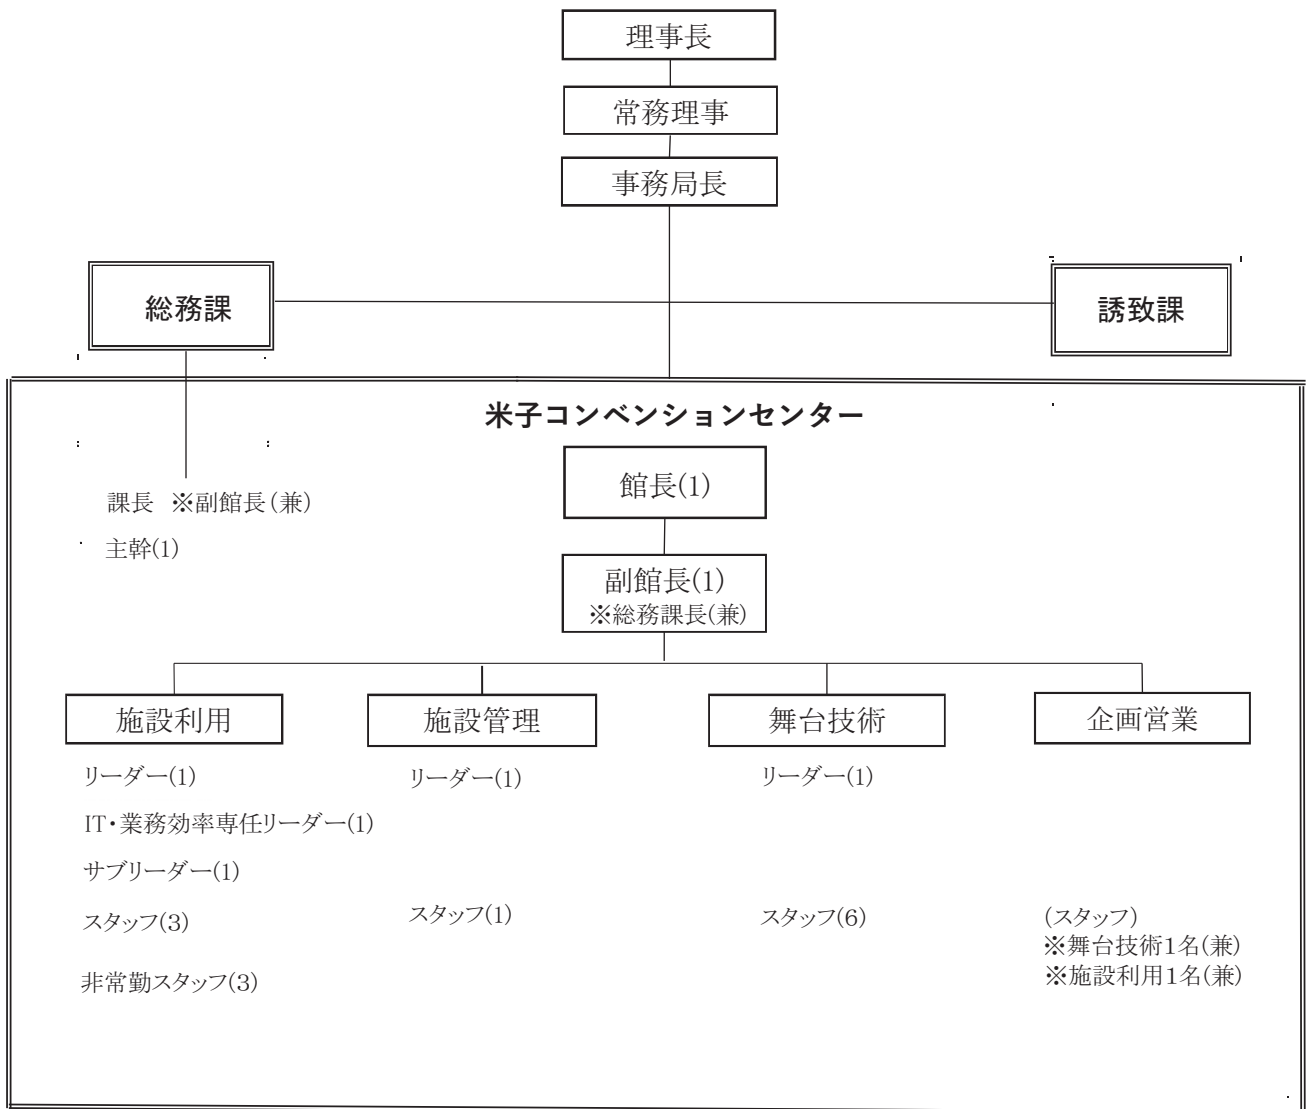 理事長
常務理事
事務局長
総務課
誘致課
米子コンベンションセンター
館長(1)
課長 ※副館長(兼)
主幹(1)
副館長(1)
※総務課長(兼)
施設利用
施設管理
舞台技術
企画営業
リーダー(1)
リーダー(1)
リーダー(1)
IT・業務効率専任リーダー(1)
サブリーダー(1)
スタッフ(3)
スタッフ(1)
スタッフ(6)
(スタッフ)
※舞台技術1名(兼)
※施設利用1名(兼)
非常勤スタッフ(3)